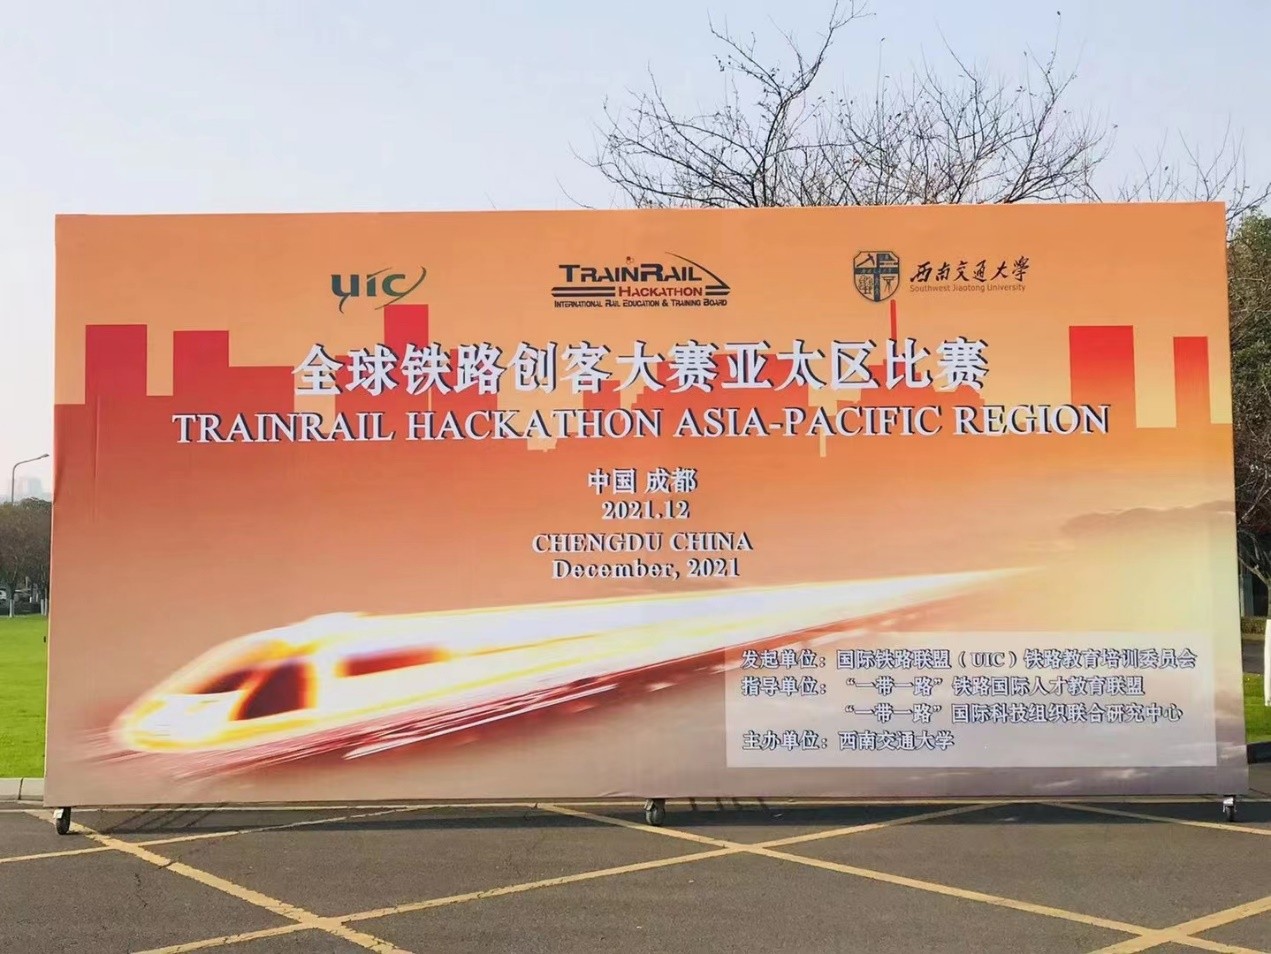 UIC
TRAINRAIL
HACKATHON
INTERNATIONAL RAIL EDUCATION & TRAINING BOARD
西南交通大学
Southwest Jiaotong University
全球铁路创客大赛亚太区比赛
TRAINRAIL HACKATHON ASIA-PACIFIC REGION
中国 成都
2021.12
CHENGDU CHINA
December, 2021
发起单位：国际铁路联盟（UIC）铁路教育培训委员会
指导单位：“一带一路”铁路国际人才教育联盟
“一带一路”国际科技组织联合研究中心
主办单位：西南交通大学